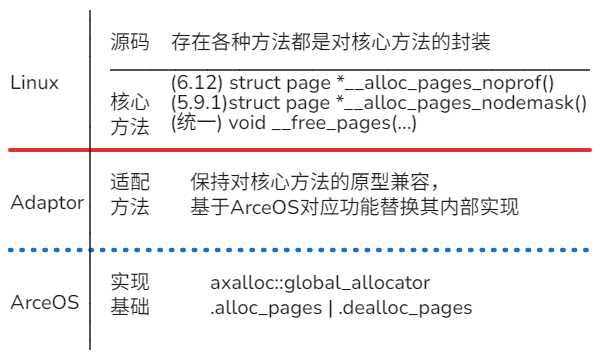 源码 存在各种方法都是对核心方法的封装
Linux
核心
方法
(6.12) struct page *__alloc_pages_noprof()
(5.9.1)struct page *__alloc_pages_nodemask()
(统一) void __free_pages(...)
Adaptor
适配
方法
保持对核心方法的原型兼容，
基于ArceOS对应功能替换其内部实现
ArceOS
实现
基础
axalloc::global_allocator
.alloc_pages | .dealloc_pages